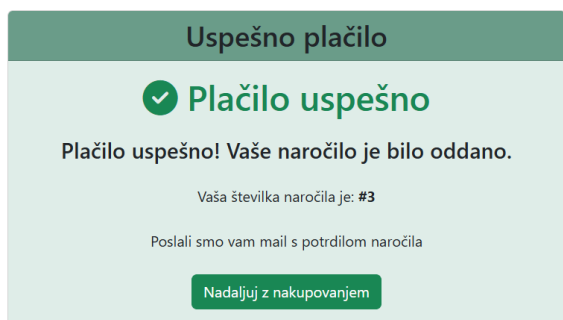 Uspešno plačilo
Plačilo uspešno
Plačilo uspešno! Vaše naročilo je bilo oddano.
Vaša številka naročila je: #3
Poslali smo vam mail s potrdilom naročila
Nadaljuj z nakupovanjem